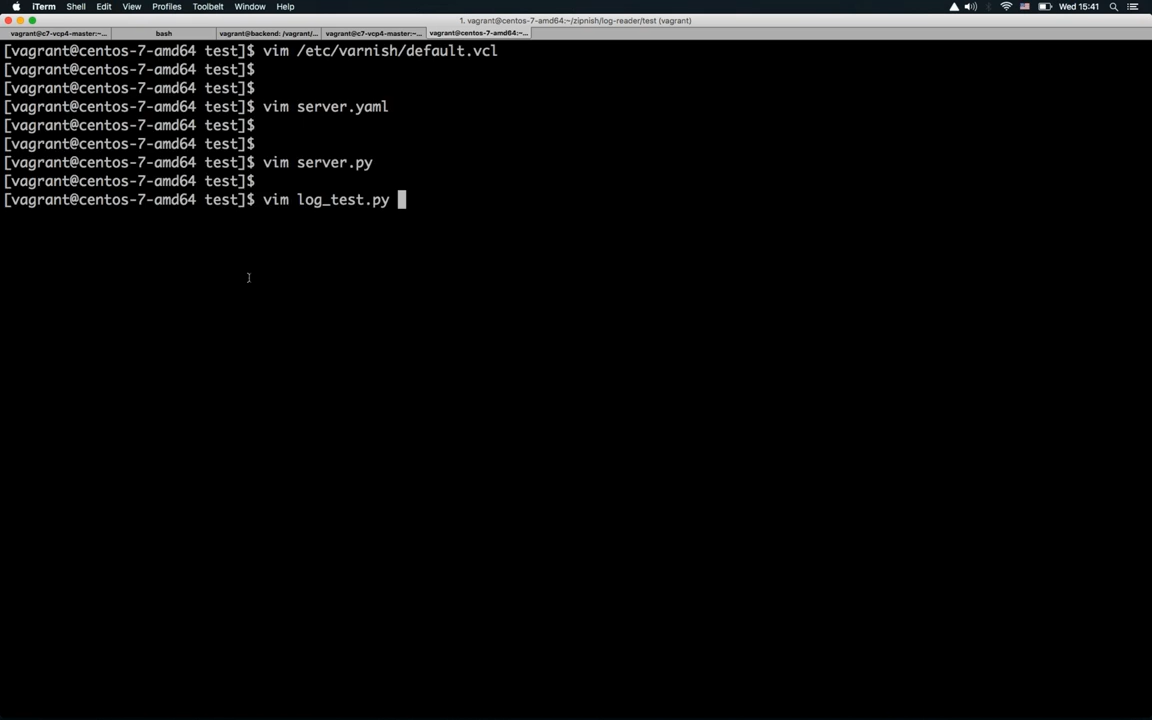 iTerm Shell Edit View Profiles Toolbelt Window Help Wed 15:41
1. vagrant@centos-7-amd64:~/zipnish/log-reader/test (vagrant)
vagrant@c7-vcp4-master:~... bash vagrant@backend: /vagrant/... vagrant@c7-vcp4-master:~... vagrant@centos-7-amd64:~...
[vagrant@centos-7-amd64 test]$ vim /etc/varnish/default.vcl
[vagrant@centos-7-amd64 test]$
[vagrant@centos-7-amd64 test]$
[vagrant@centos-7-amd64 test]$ vim server.yaml
[vagrant@centos-7-amd64 test]$
[vagrant@centos-7-amd64 test]$
[vagrant@centos-7-amd64 test]$ vim server.py
[vagrant@centos-7-amd64 test]$
[vagrant@centos-7-amd64 test]$ vim log_test.py